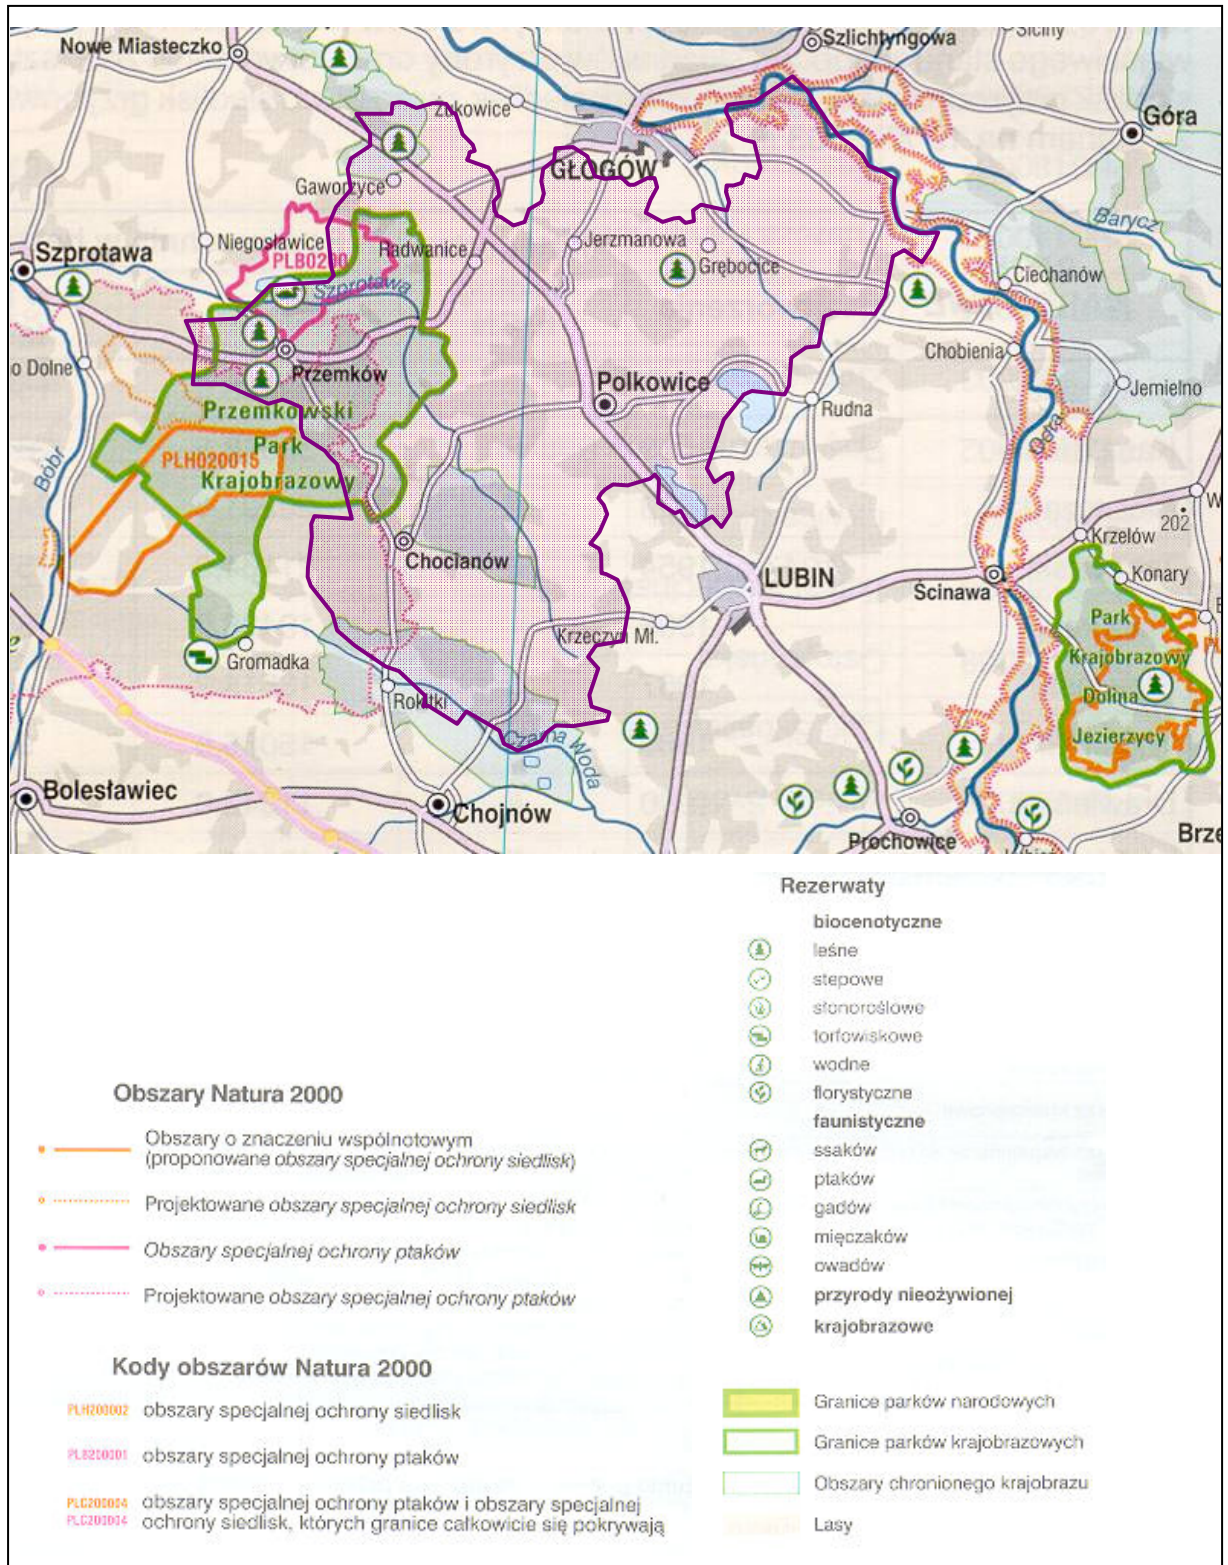 Nowe Miasteczko
Szlichtyngowa
Siciny
Żukowice
Góra
GŁOGÓW
Gaworzyce
Barycz
Niegosławice
Radwanice
Jerzmanowa
Szprotawa
PLB0200
Grębocice
Ciechanów
Szprotawa
Chobienia
o Dolne
Przemków
Polkowice
Jemielno
Rudna
Przemkowski
Park
Krajobrazowy
PLH020015
Odra
Bóbr
W
202
Krzelów
Chocianów
LUBIN
Konary
Ścinawa
Park
Krajobrazowy
Dolina
Jezierzycy
Krzeczyn Mł.
Gromadka
Rokitki
Czarna Woda
Bolesławiec
Chojnów
Prochowice
Brze
Rezerwaty
biocenotyczne
leśne
stepowe
słonoroślowe
torfowiskowe
wodne
florystyczne
faunistyczne
ssaków
ptaków
gadów
mięczaków
owadów
przyrody nieożywionej
krajobrazowe
Obszary Natura 2000
Obszary o znaczeniu wspólnotowym
(proponowane obszary specjalnej ochrony siedlisk)
Projektowane obszary specjalnej ochrony siedlisk
Obszary specjalnej ochrony ptaków
Projektowane obszary specjalnej ochrony ptaków
Kody obszarów Natura 2000
PLH200002 obszary specjalnej ochrony siedlisk
PLB200001 obszary specjalnej ochrony ptaków
PLC200004 obszary specjalnej ochrony ptaków i obszary specjalnej
PLC200004 ochrony siedlisk, których granice całkowicie się pokrywają
Granice parków narodowych
Granice parków krajobrazowych
Obszary chronionego krajobrazu
Lasy